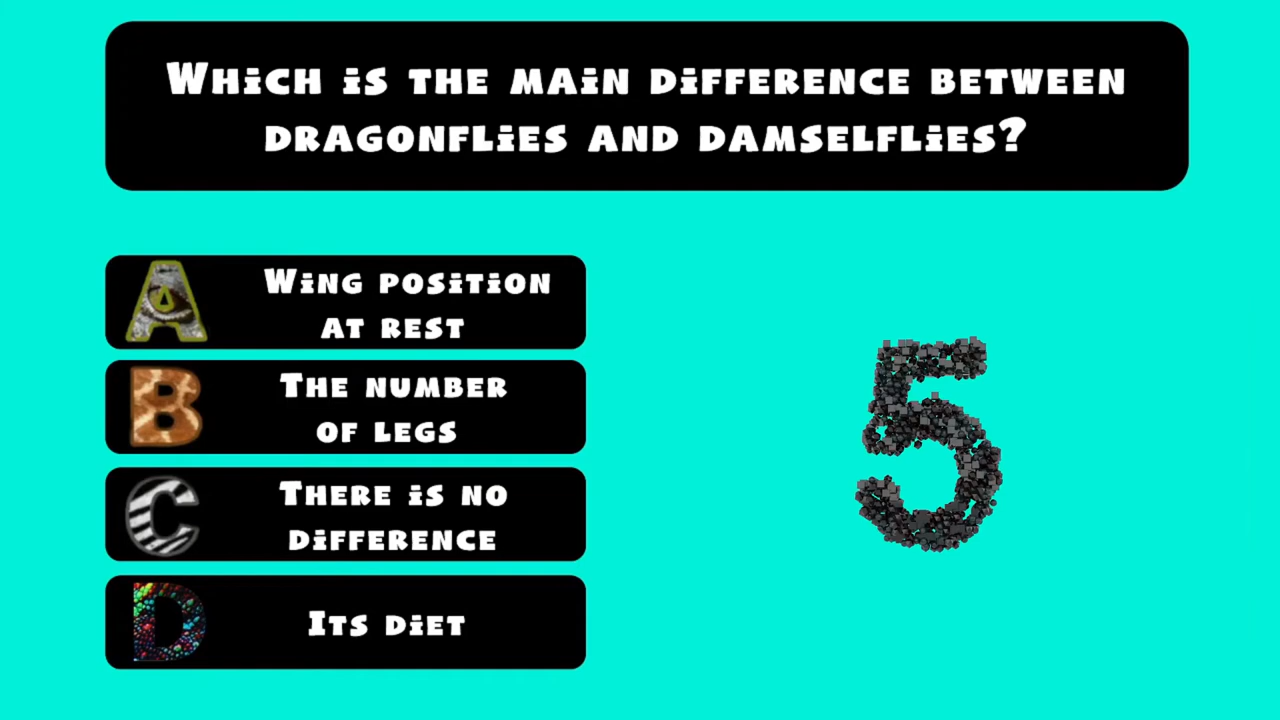 Which is the main difference between
dragonflies and damselflies?
A Wing position
at rest
B The number
of legs
C There is no
difference
D Its diet
5